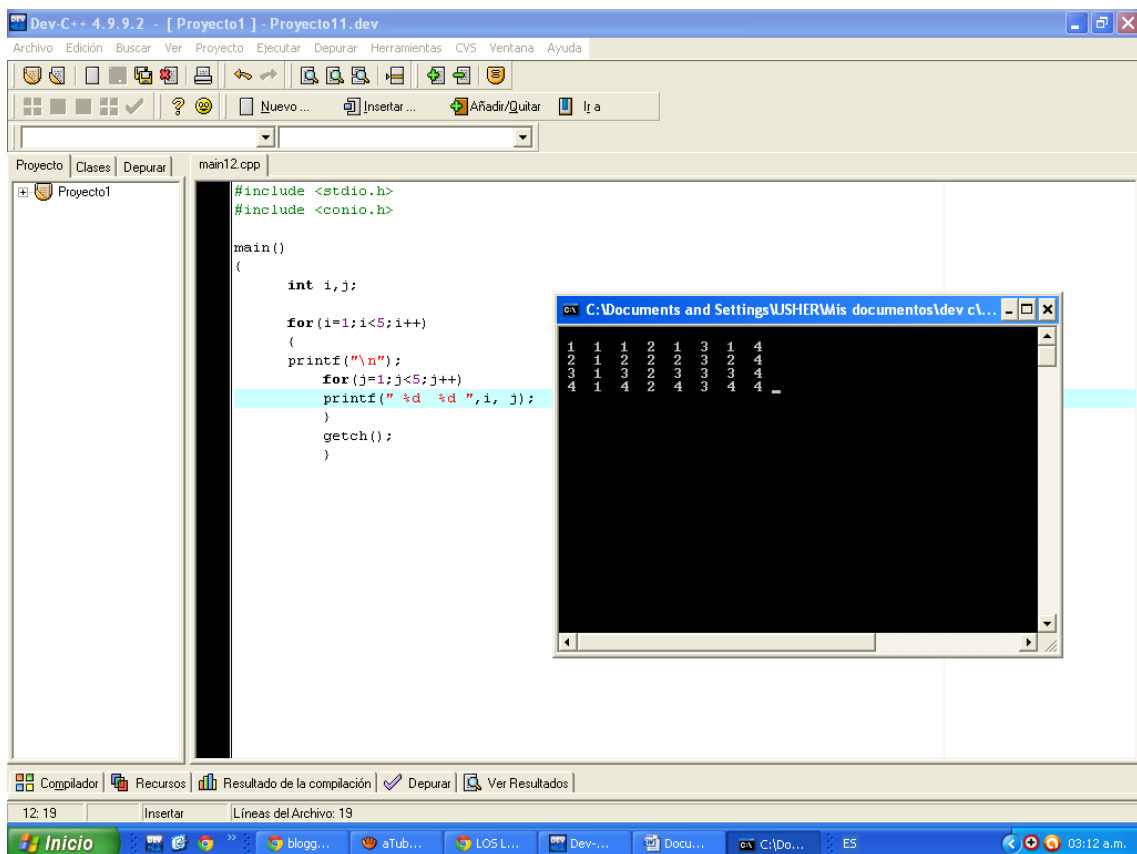 Dev-C++ 4.9.9.2 - [ Proyecto1 ] - Proyecto11.dev
Archivo Edición Buscar Ver Proyecto Ejecutar Depurar Herramientas CVS Ventana Ayuda
Nuevo ... Insertar ... Añadir/Quitar Ir a
Proyecto Clases Depurar main12.cpp
Proyecto1
#include <stdio.h>
#include <conio.h>
main()
{
int i,j;
for(i=1;i<5;i++)
{
printf("\n");
for(j=1;j<5;j++)
printf(" %d  %d ",i, j);
}
getch();
}
C:\Documents and Settings\USHER\Mis documentos\dev c\...
1 1 1 2 1 3 1 4
2 1 2 2 2 3 2 4
3 1 3 2 3 3 3 4
4 1 4 2 4 3 4 4 _
Compilador Recursos Resultado de la compilación Depurar Ver Resultados
12: 19 Insertar Líneas del Archivo: 19
Inicio » blogg... aTub... LOS L... Dev-... Docu... C:\Do... ES 03:12 a.m.